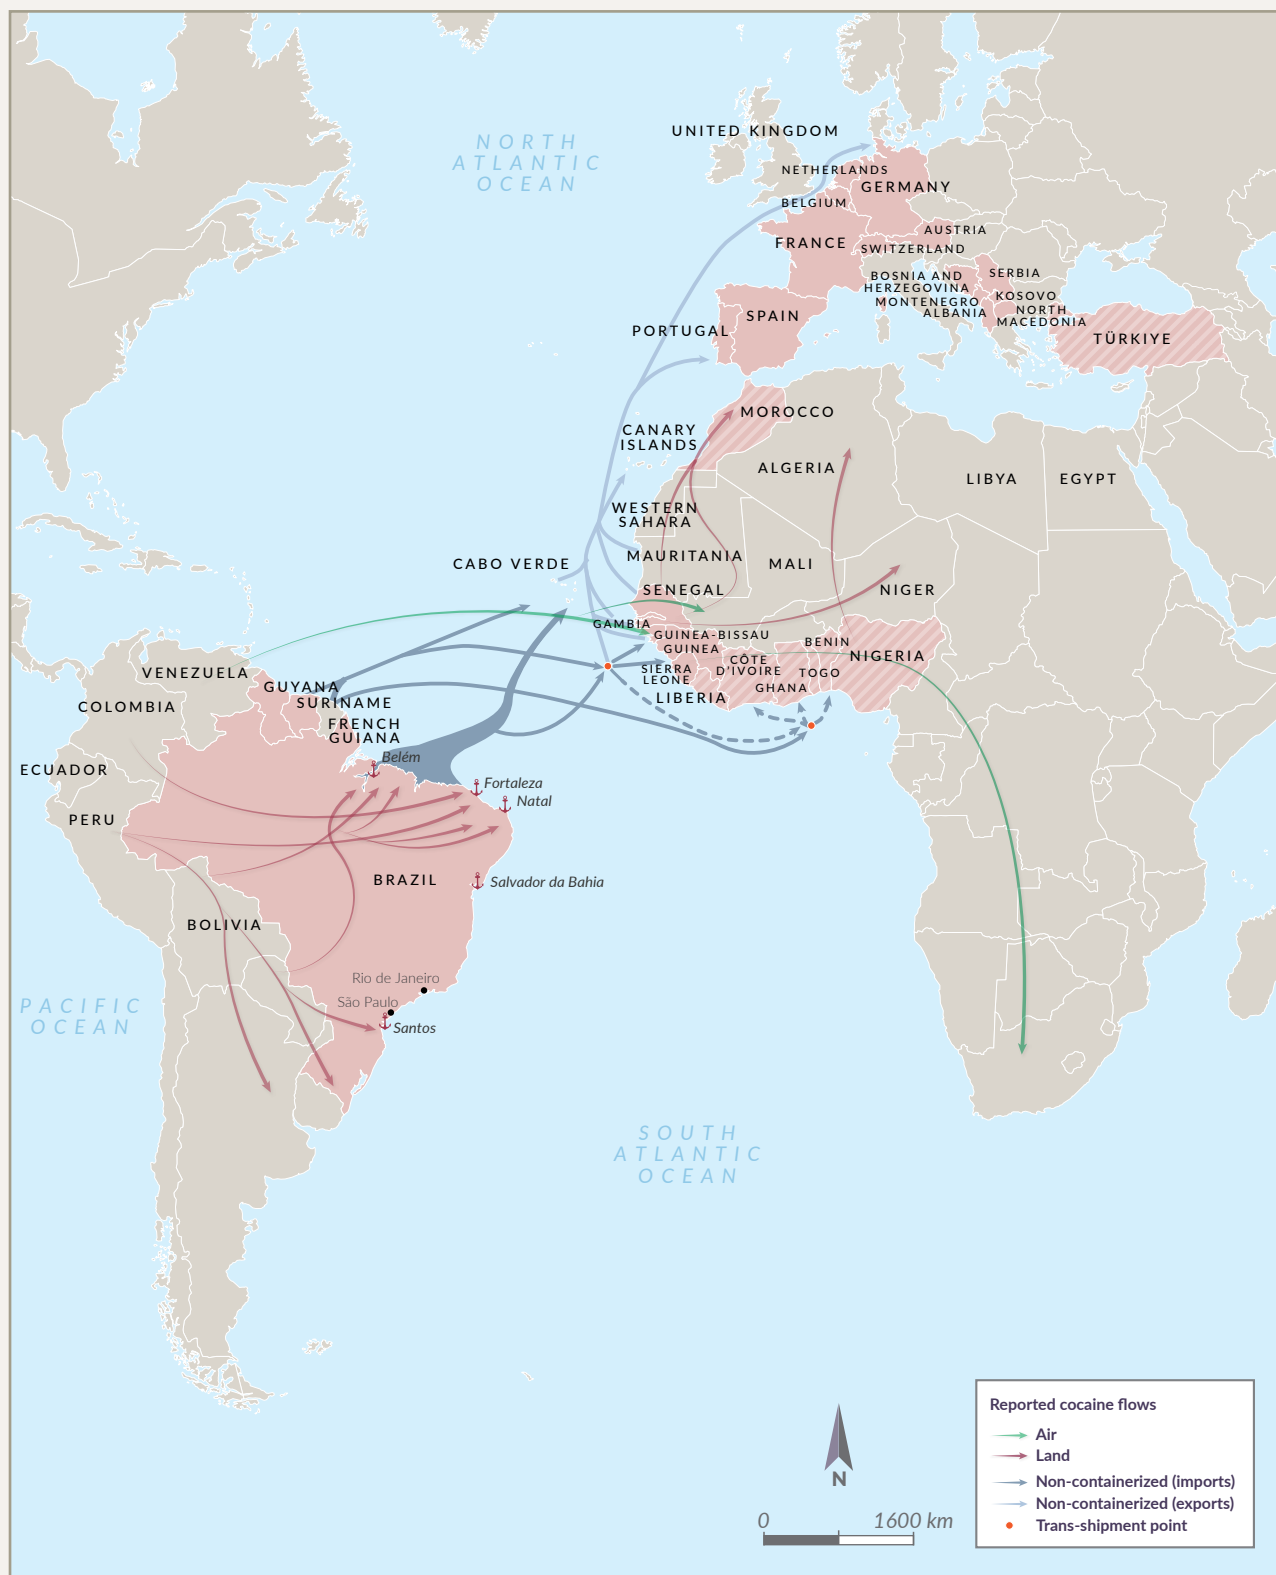 NORTH
ATLANTIC
OCEAN
UNITED KINGDOM
NETHERLANDS
GERMANY
BELGIUM
AUSTRIA
FRANCE
SWITZERLAND
BOSNIA AND
HERZEGOVINA
SERBIA
MONTENEGRO
KOSOVO
ALBANIA
NORTH
MACEDONIA
SPAIN
PORTUGAL
TÜRKIYE
MOROCCO
CANARY
ISLANDS
ALGERIA
LIBYA
EGYPT
WESTERN
SAHARA
MAURITANIA
CABO VERDE
MALI
SENEGAL
NIGER
GAMBIA
GUINEA-BISSAU
GUINEA
BENIN
NIGERIA
CÔTE
D'IVOIRE
SIERRA
LEONE
TOGO
GHANA
LIBERIA
VENEZUELA
GUYANA
SURINAME
COLOMBIA
FRENCH
GUIANA
Belém
ECUADOR
Fortaleza
Natal
PERU
BRAZIL
Salvador da Bahia
BOLIVIA
Rio de Janeiro
São Paulo
Santos
PACIFIC
OCEAN
SOUTH
ATLANTIC
OCEAN
Reported cocaine flows
Air
Land
Non-containerized (imports)
Non-containerized (exports)
Trans-shipment point
N
0 1600 km